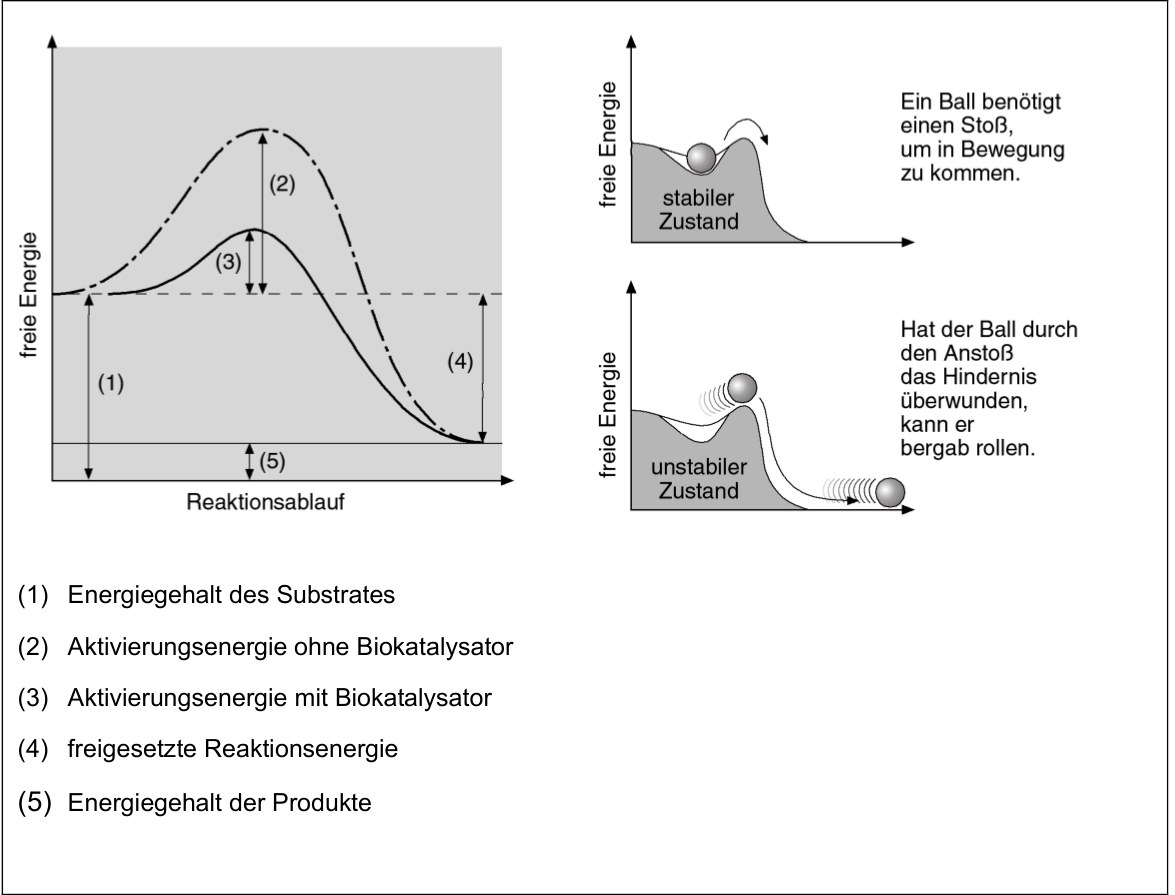 freie Energie
(2)
(3)
(1)
(4)
(5)
Reaktionsablauf
freie Energie
stabiler
Zustand
Ein Ball benötigt
einen Stoß,
um in Bewegung
zu kommen.
freie Energie
unstabiler
Zustand
Hat der Ball durch
den Anstoß
das Hindernis
überwunden,
kann er
bergab rollen.
(1) Energiegehalt des Substrates
(2) Aktivierungsenergie ohne Biokatalysator
(3) Aktivierungsenergie mit Biokatalysator
(4) freigesetzte Reaktionsenergie
(5) Energiegehalt der Produkte